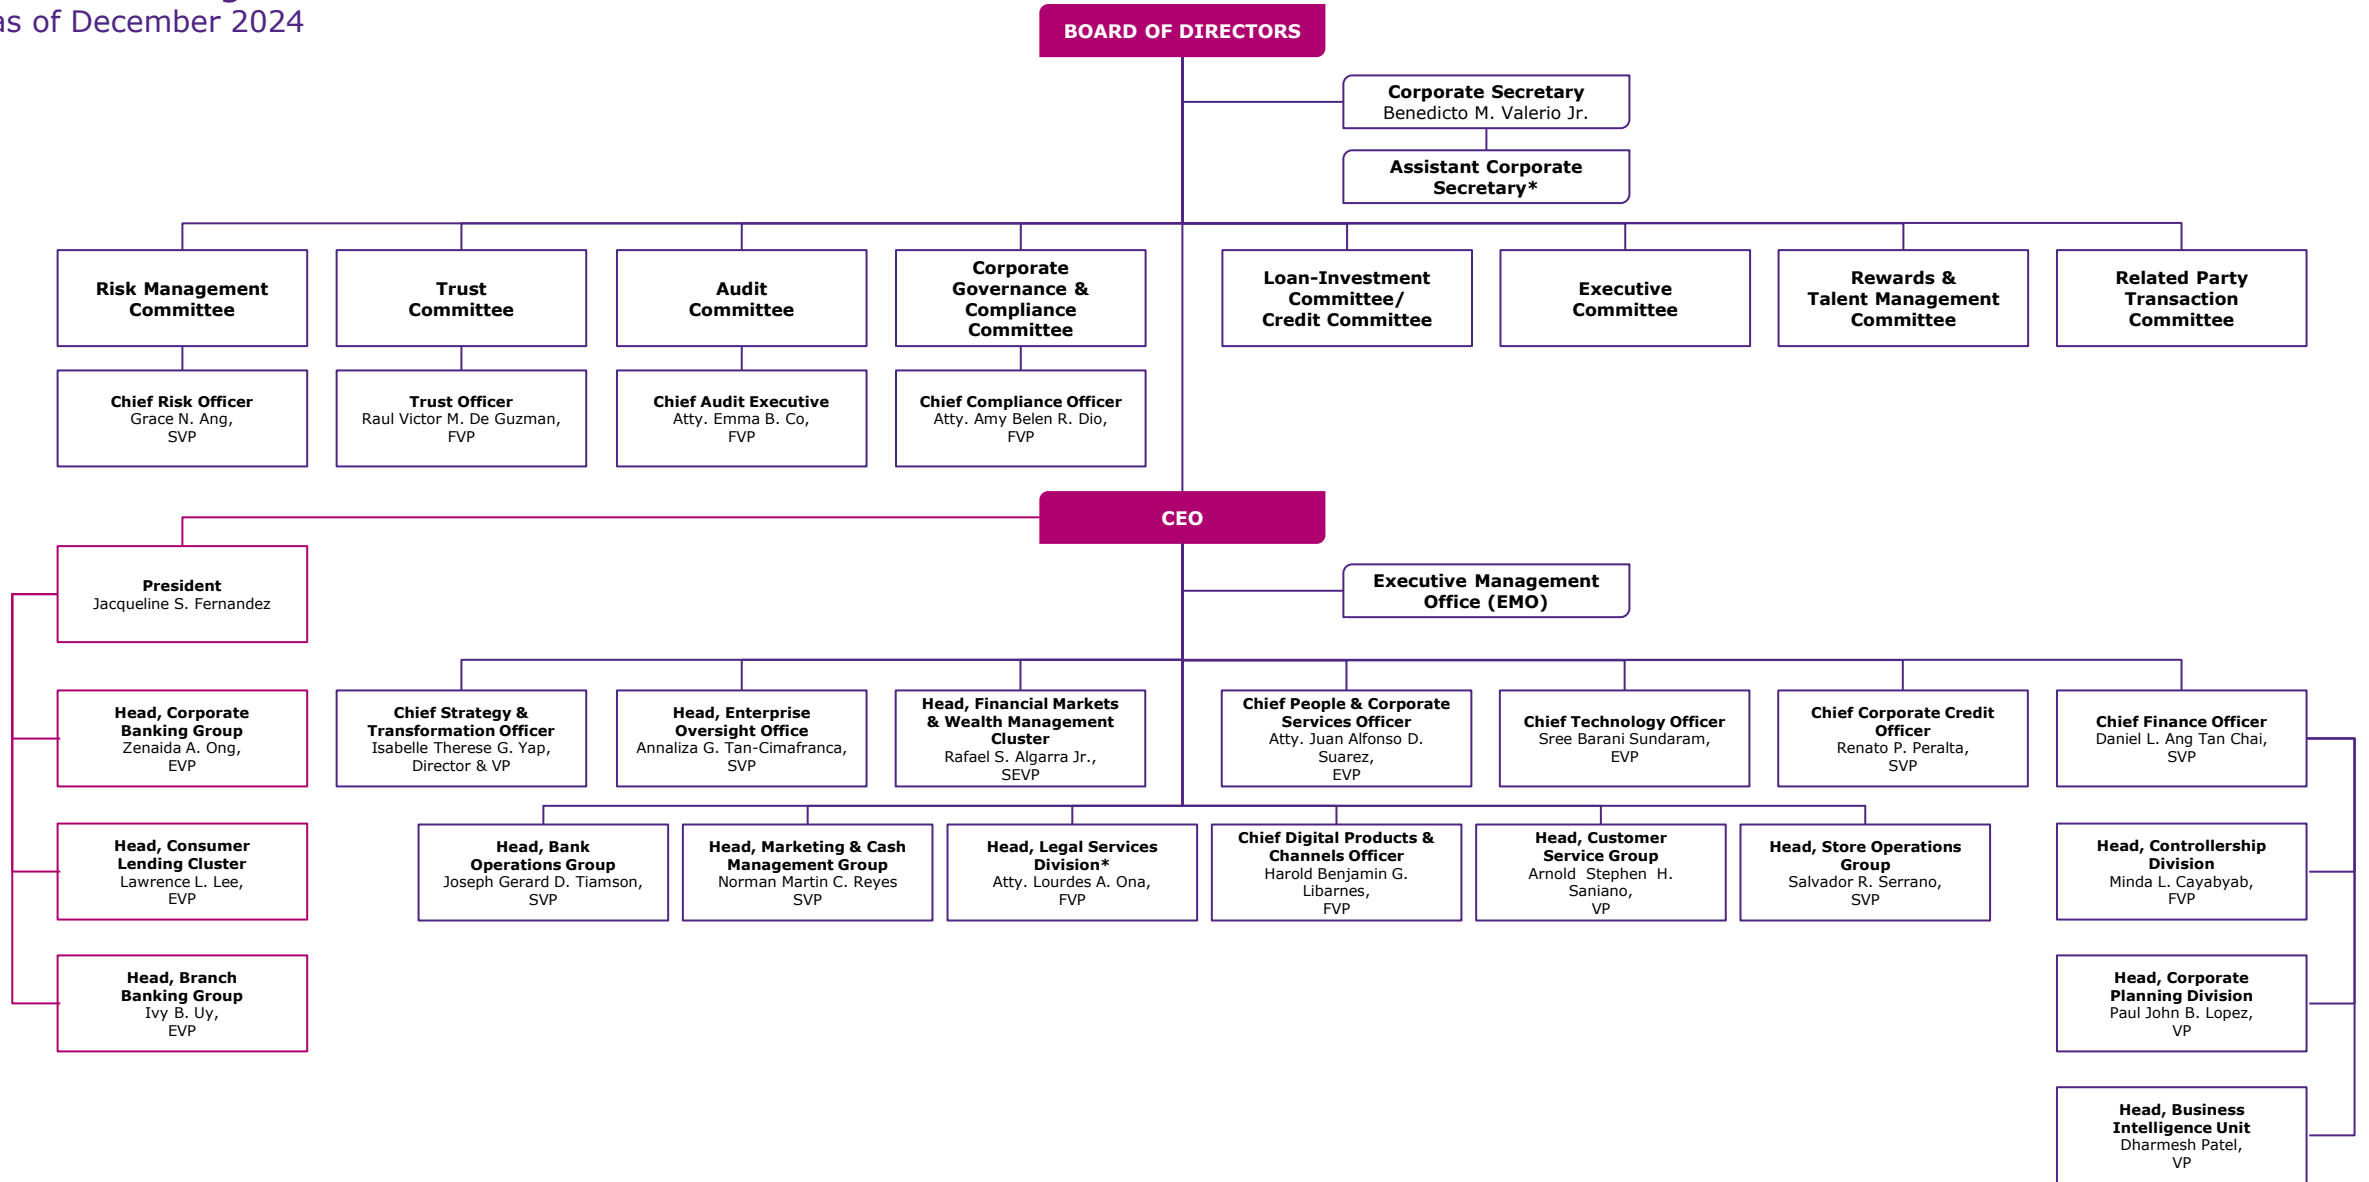 as of December 2024
BOARD OF DIRECTORS
Corporate Secretary
Benedicto M. Valerio Jr.
Assistant Corporate
Secretary*
Risk Management
Committee
Trust
Committee
Audit
Committee
Corporate
Governance &
Compliance
Committee
Loan-Investment
Committee/
Credit Committee
Executive
Committee
Rewards &
Talent Management
Committee
Related Party
Transaction
Committee
Chief Risk Officer
Grace N. Ang,
SVP
Trust Officer
Raul Victor M. De Guzman,
FVP
Chief Audit Executive
Atty. Emma B. Co,
FVP
Chief Compliance Officer
Atty. Amy Belen R. Dio,
FVP
CEO
President
Jacqueline S. Fernandez
Executive Management
Office (EMO)
Head, Corporate
Banking Group
Zenaida A. Ong,
EVP
Chief Strategy &
Transformation Officer
Isabelle Therese G. Yap,
Director & VP
Head, Enterprise
Oversight Office
Annaliza G. Tan-Cimafranca,
SVP
Head, Financial Markets
& Wealth Management
Cluster
Rafael S. Algarra Jr.,
SEVP
Chief People & Corporate
Services Officer
Atty. Juan Alfonso D.
Suarez,
EVP
Chief Technology Officer
Sree Barani Sundaram,
EVP
Chief Corporate Credit
Officer
Renato P. Peralta,
SVP
Chief Finance Officer
Daniel L. Ang Tan Chai,
SVP
Head, Consumer
Lending Cluster
Lawrence L. Lee,
EVP
Head, Bank
Operations Group
Joseph Gerard D. Tiamson,
SVP
Head, Marketing & Cash
Management Group
Norman Martin C. Reyes
SVP
Head, Legal Services
Division*
Atty. Lourdes A. Ona,
FVP
Chief Digital Products &
Channels Officer
Harold Benjamin G.
Libarnes,
FVP
Head, Customer
Service Group
Arnold Stephen H.
Saniano,
VP
Head, Store Operations
Group
Salvador R. Serrano,
SVP
Head, Controllership
Division
Minda L. Cayabyab,
FVP
Head, Branch
Banking Group
Ivy B. Uy,
EVP
Head, Corporate
Planning Division
Paul John B. Lopez,
VP
Head, Business
Intelligence Unit
Dharmesh Patel,
VP